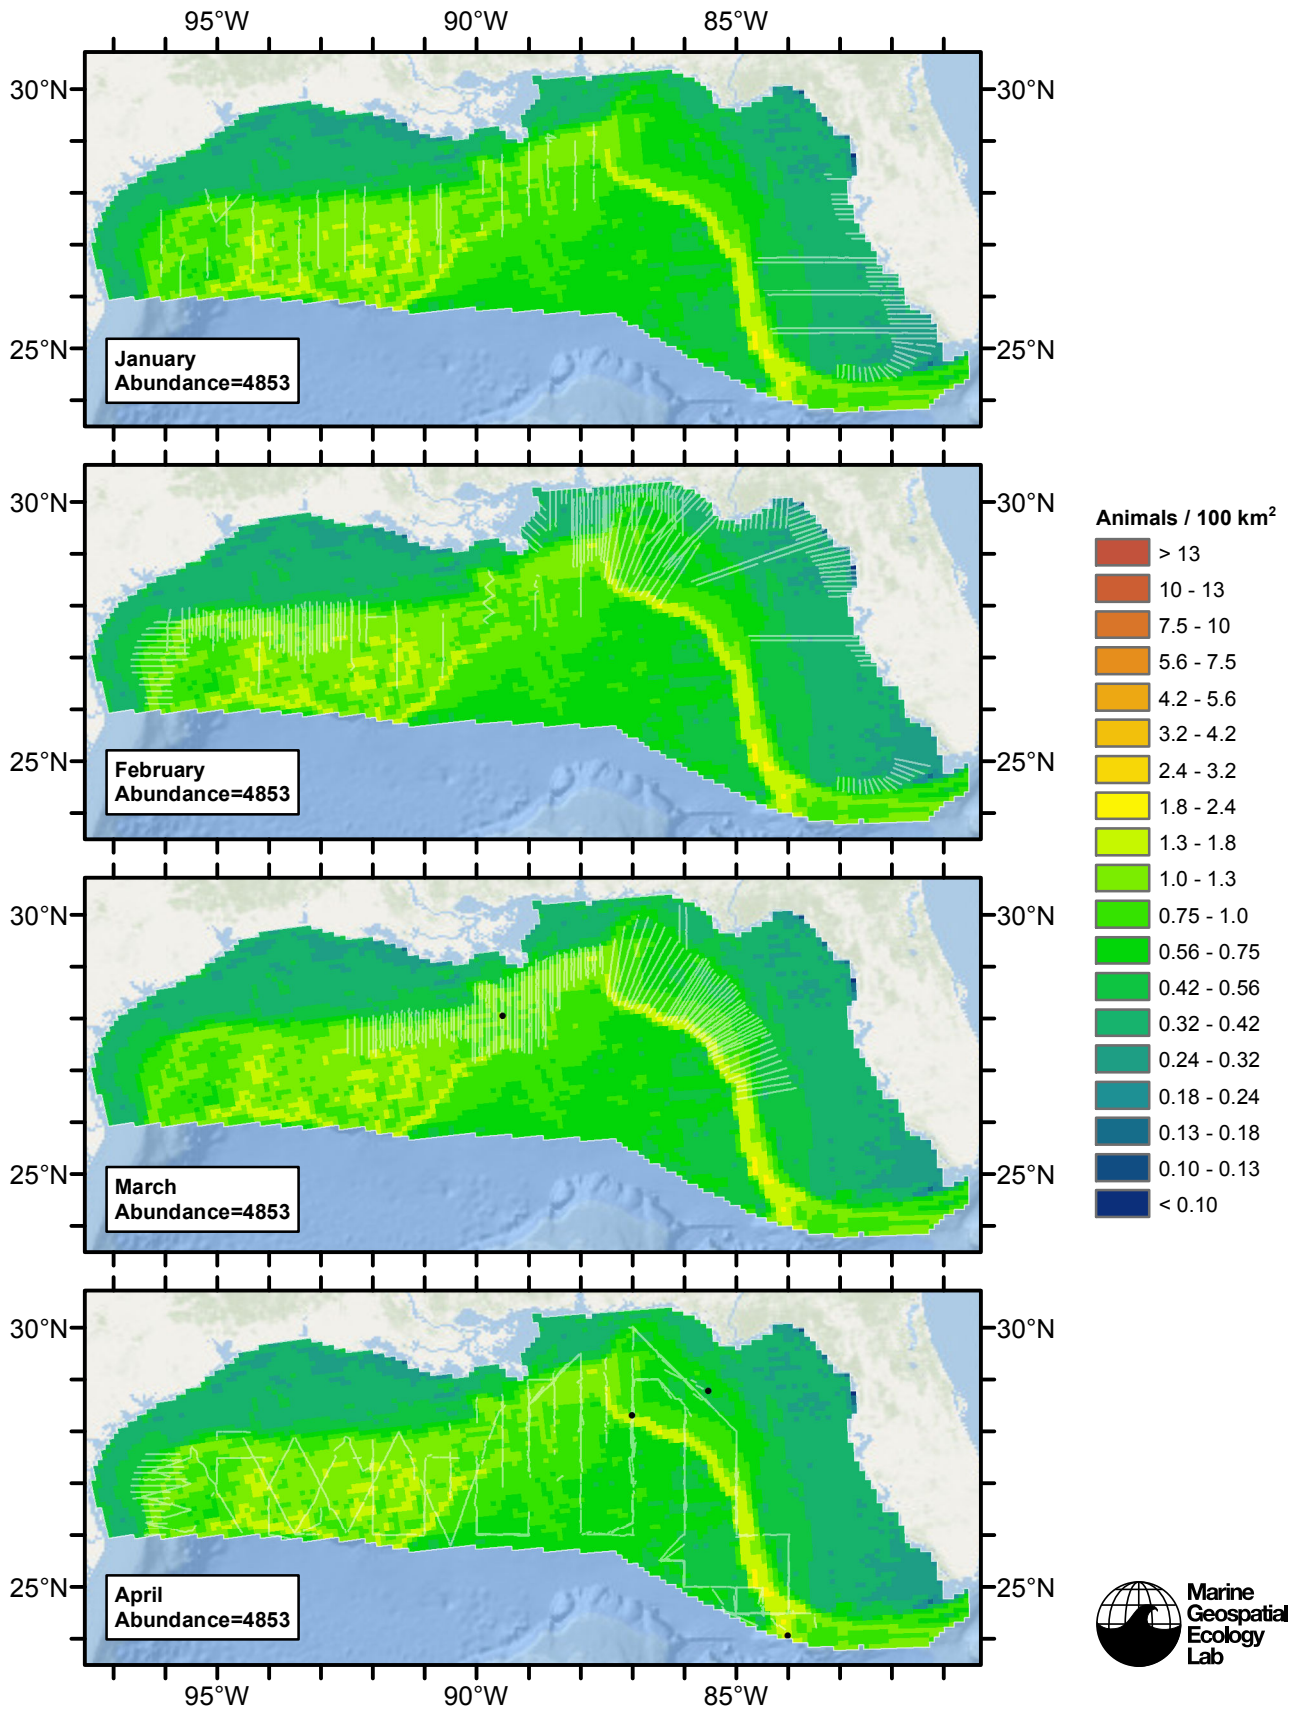 95°W 90°W 85°W
30°N 30°N
25°N 25°N
January
Abundance=4853
30°N 30°N
25°N 25°N
February
Abundance=4853
Animals / 100 km²
> 13
10 - 13
7.5 - 10
5.6 - 7.5
4.2 - 5.6
3.2 - 4.2
2.4 - 3.2
1.8 - 2.4
1.3 - 1.8
1.0 - 1.3
0.75 - 1.0
0.56 - 0.75
0.42 - 0.56
0.32 - 0.42
0.24 - 0.32
0.18 - 0.24
0.13 - 0.18
0.10 - 0.13
< 0.10
30°N 30°N
25°N 25°N
March
Abundance=4853
30°N 30°N
25°N 25°N
April
Abundance=4853
95°W 90°W 85°W
Marine
Geospatial
Ecology
Lab